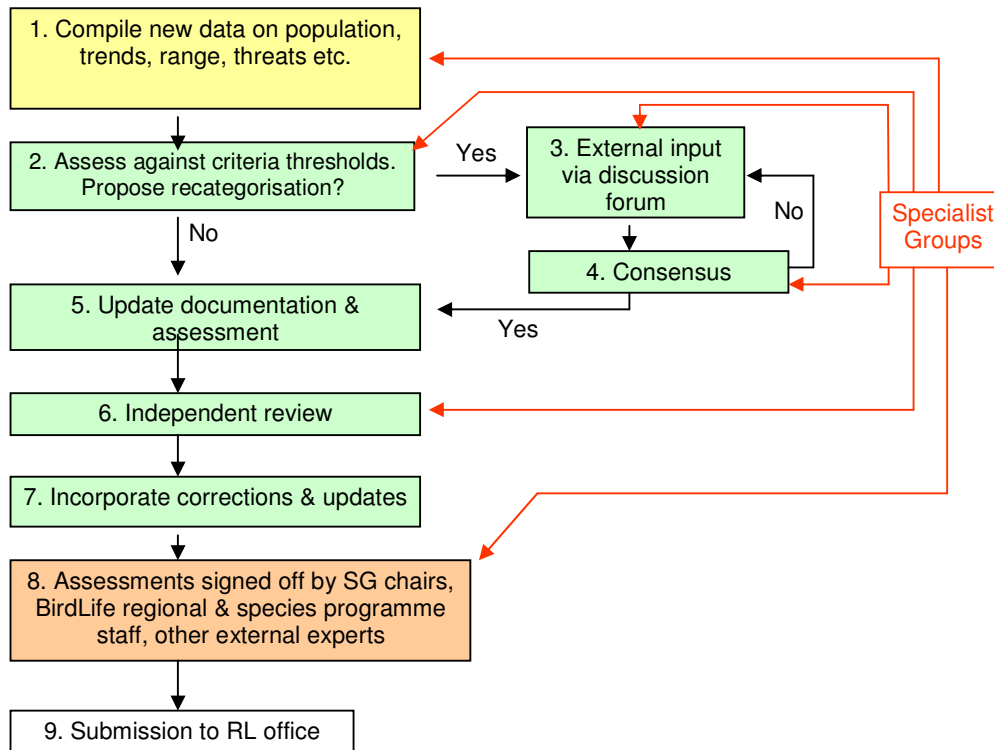 1. Compile new data on population,
trends, range, threats etc.
2. Assess against criteria thresholds.
Propose recategorisation?
Yes
3. External input
via discussion
forum
No
Specialist
Groups
No
4. Consensus
5. Update documentation &
assessment
Yes
6. Independent review
7. Incorporate corrections & updates
8. Assessments signed off by SG chairs,
BirdLife regional & species programme
staff, other external experts
9. Submission to RL office